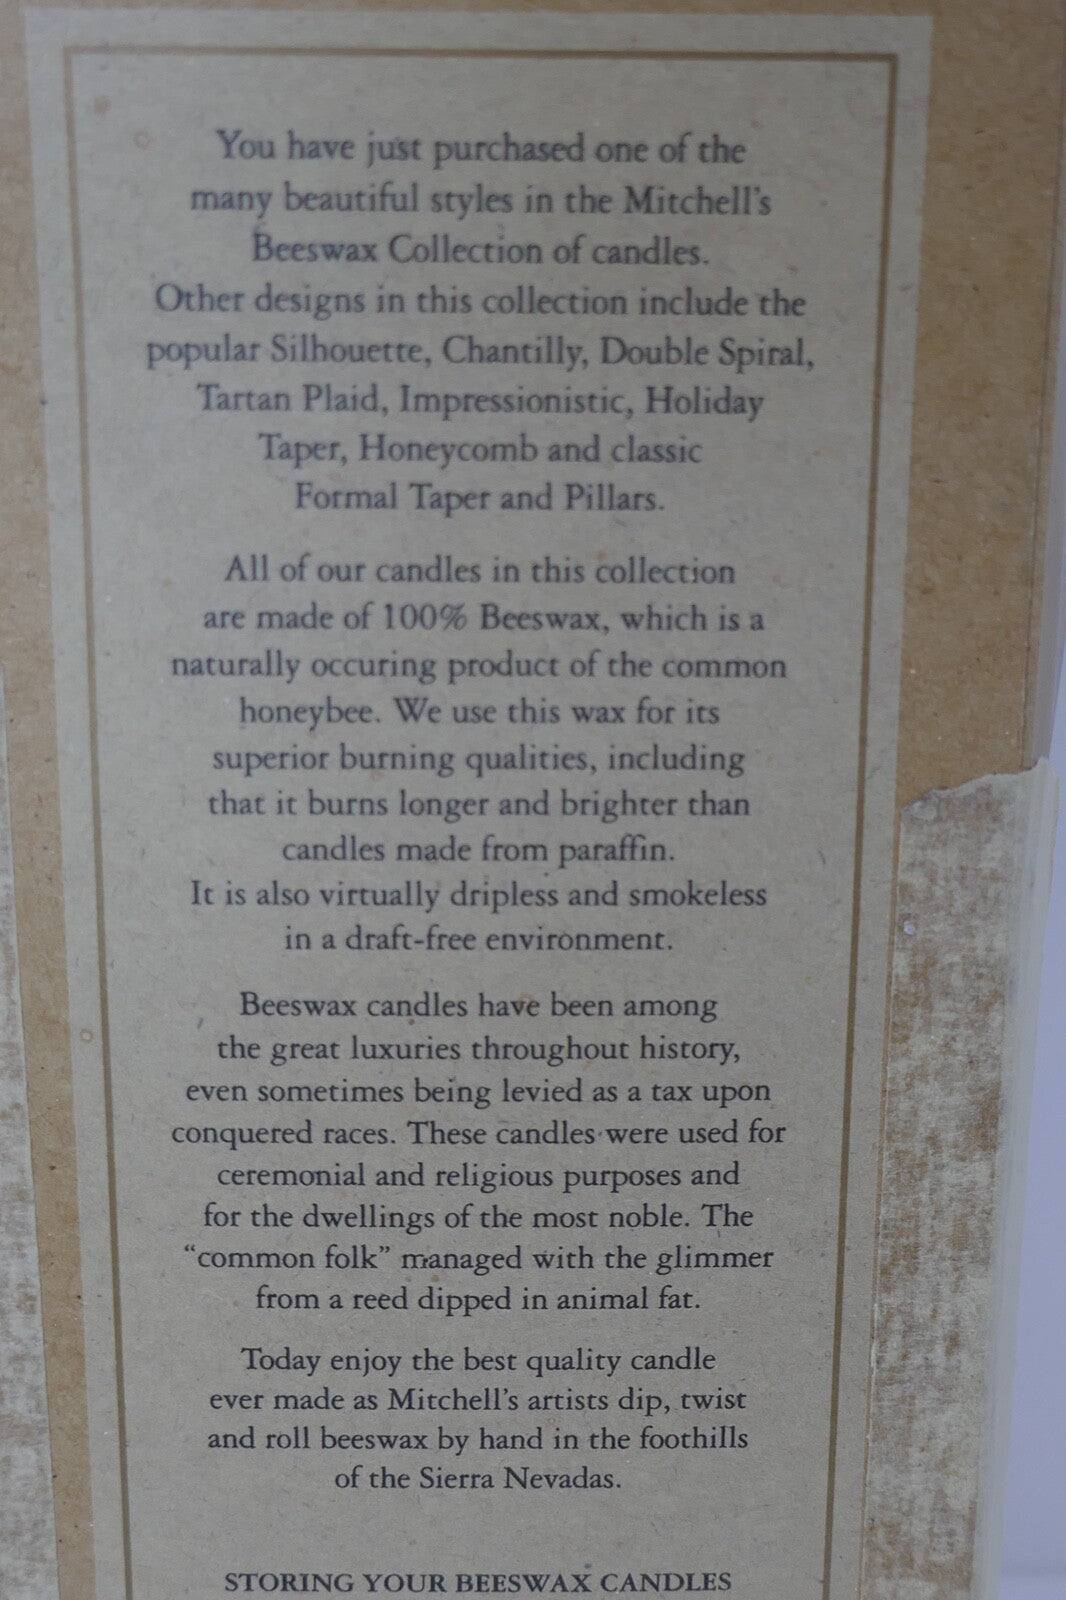 You have just purchased one of the
many beautiful styles in the Mitchell's
Beeswax Collection of candles.
Other designs in this collection include the
popular Silhouette, Chantilly, Double Spiral,
Tartan Plaid, Impressionistic, Holiday
Taper, Honeycomb and classic
Formal Taper and Pillars.
All of our candles in this collection
are made of 100% Beeswax, which is a
naturally occuring product of the common
honeybee. We use this wax for its
superior burning qualities, including
that it burns longer and brighter than
candles made from paraffin.
It is also virtually dripless and smokeless
in a draft-free environment.
Beeswax candles have been among
the great luxuries throughout history,
even sometimes being levied as a tax upon
conquered races. These candles were used for
ceremonial and religious purposes and
for the dwellings of the most noble. The
“common folk” managed with the glimmer
from a reed dipped in animal fat.
Today enjoy the best quality candle
ever made as Mitchell's artists dip, twist
and roll beeswax by hand in the foothills
of the Sierra Nevadas.
STORING YOUR BEESWAX CANDLES